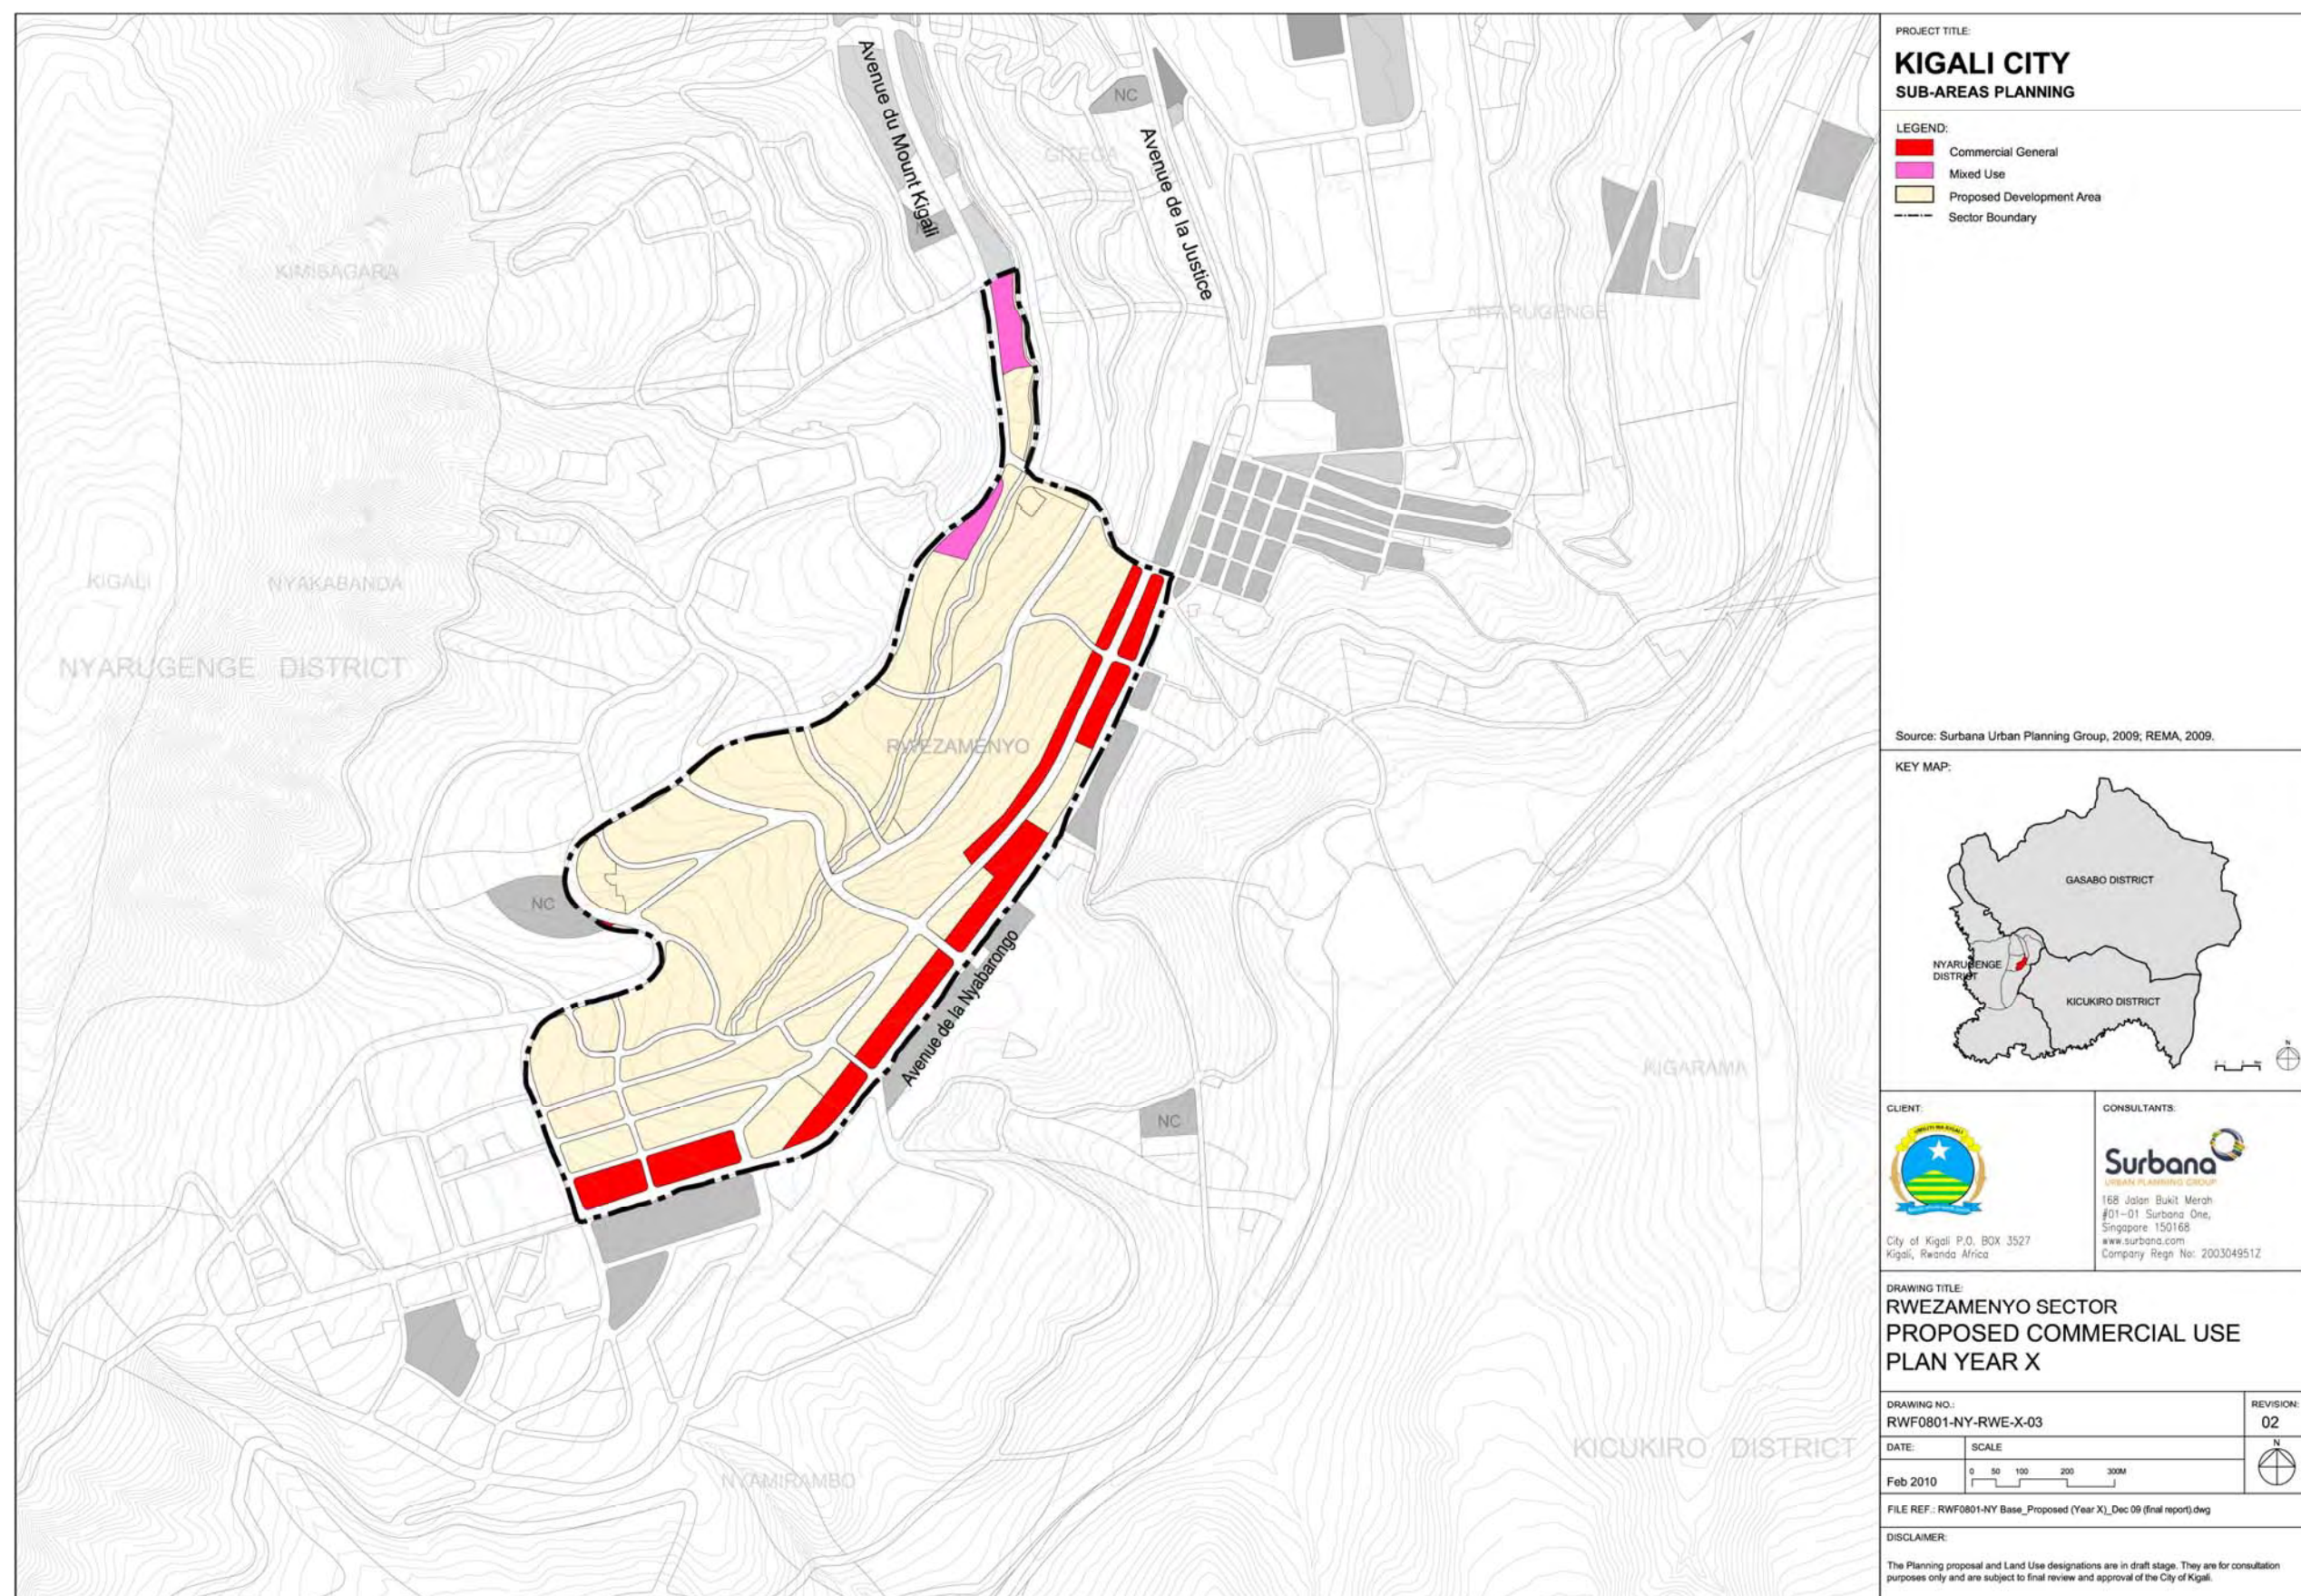 Avenue du Mount Kigali
NC
GITEGA
Avenue de la Justice
KIMISAGARA
NYARUGENGE
KIGALI
NYAKABANDA
NYARUGENGE DISTRICT
RWEZAMENYO
NC
Avenue de la Nyabarongo
KIGARAMA
NC
KICUKIRO DISTRICT
NYAMIRAMBO
PROJECT TITLE:
KIGALI CITY
SUB-AREAS PLANNING
LEGEND:
Commercial General
Mixed Use
Proposed Development Area
Sector Boundary
Source: Surbana Urban Planning Group, 2009; REMA, 2009.
KEY MAP:
GASABO DISTRICT
NYARUGENGE
DISTRICT
KICUKIRO DISTRICT
N
CLIENT:
City of Kigali P.O. BOX 3527
Kigali, Rwanda Africa
CONSULTANTS:
Surbana
URBAN PLANNING GROUP
168 Jalan Bukit Merah
#01-01 Surbana One,
Singapore 150168
www.surbana.com
Company Regn No: 200304951Z
DRAWING TITLE:
RWEZAMENYO SECTOR
PROPOSED COMMERCIAL USE
PLAN YEAR X
DRAWING NO.:
RWF0801-NY-RWE-X-03
REVISION:
02
DATE:
Feb 2010
SCALE
0 50 100 200 300M
N
FILE REF.: RWF0801-NY Base_Proposed (Year X)_Dec 09 (final report).dwg
DISCLAIMER:
The Planning proposal and Land Use designations are in draft stage. They are for consultation
purposes only and are subject to final review and approval of the City of Kigali.